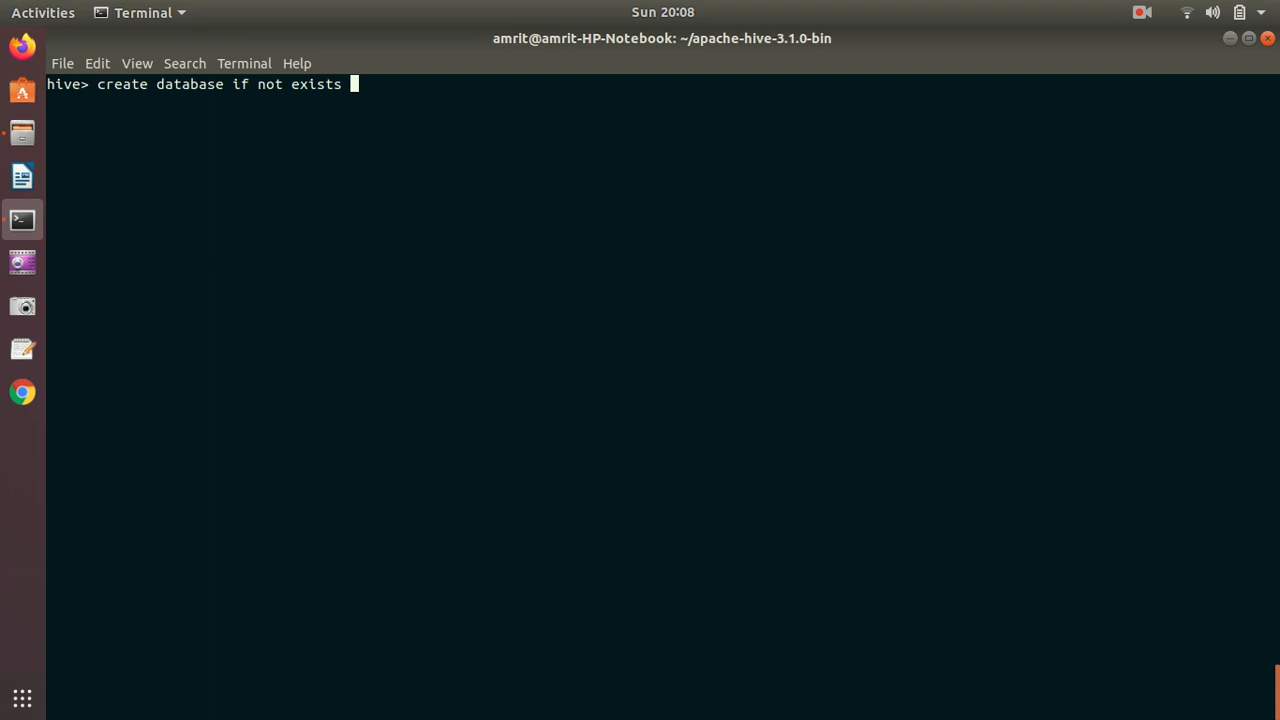 Activities Terminal Sun 20:08
amrit@amrit-HP-Notebook: ~/apache-hive-3.1.0-bin
File Edit View Search Terminal Help
hive> create database if not exists